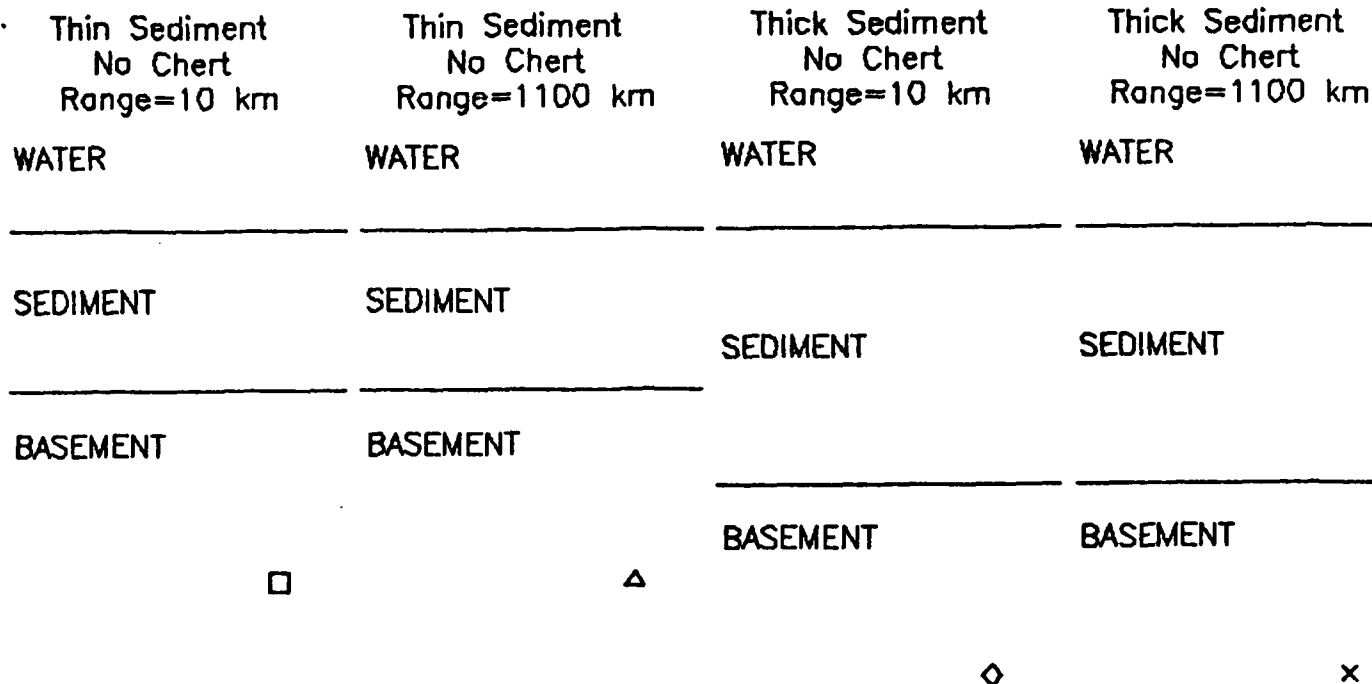 Thin Sediment
No Chert
Range=10 km
WATER
SEDIMENT
BASEMENT
Thin Sediment
No Chert
Range=1100 km
WATER
SEDIMENT
BASEMENT
Thick Sediment
No Chert
Range=10 km
WATER
SEDIMENT
BASEMENT
Thick Sediment
No Chert
Range=1100 km
WATER
SEDIMENT
BASEMENT